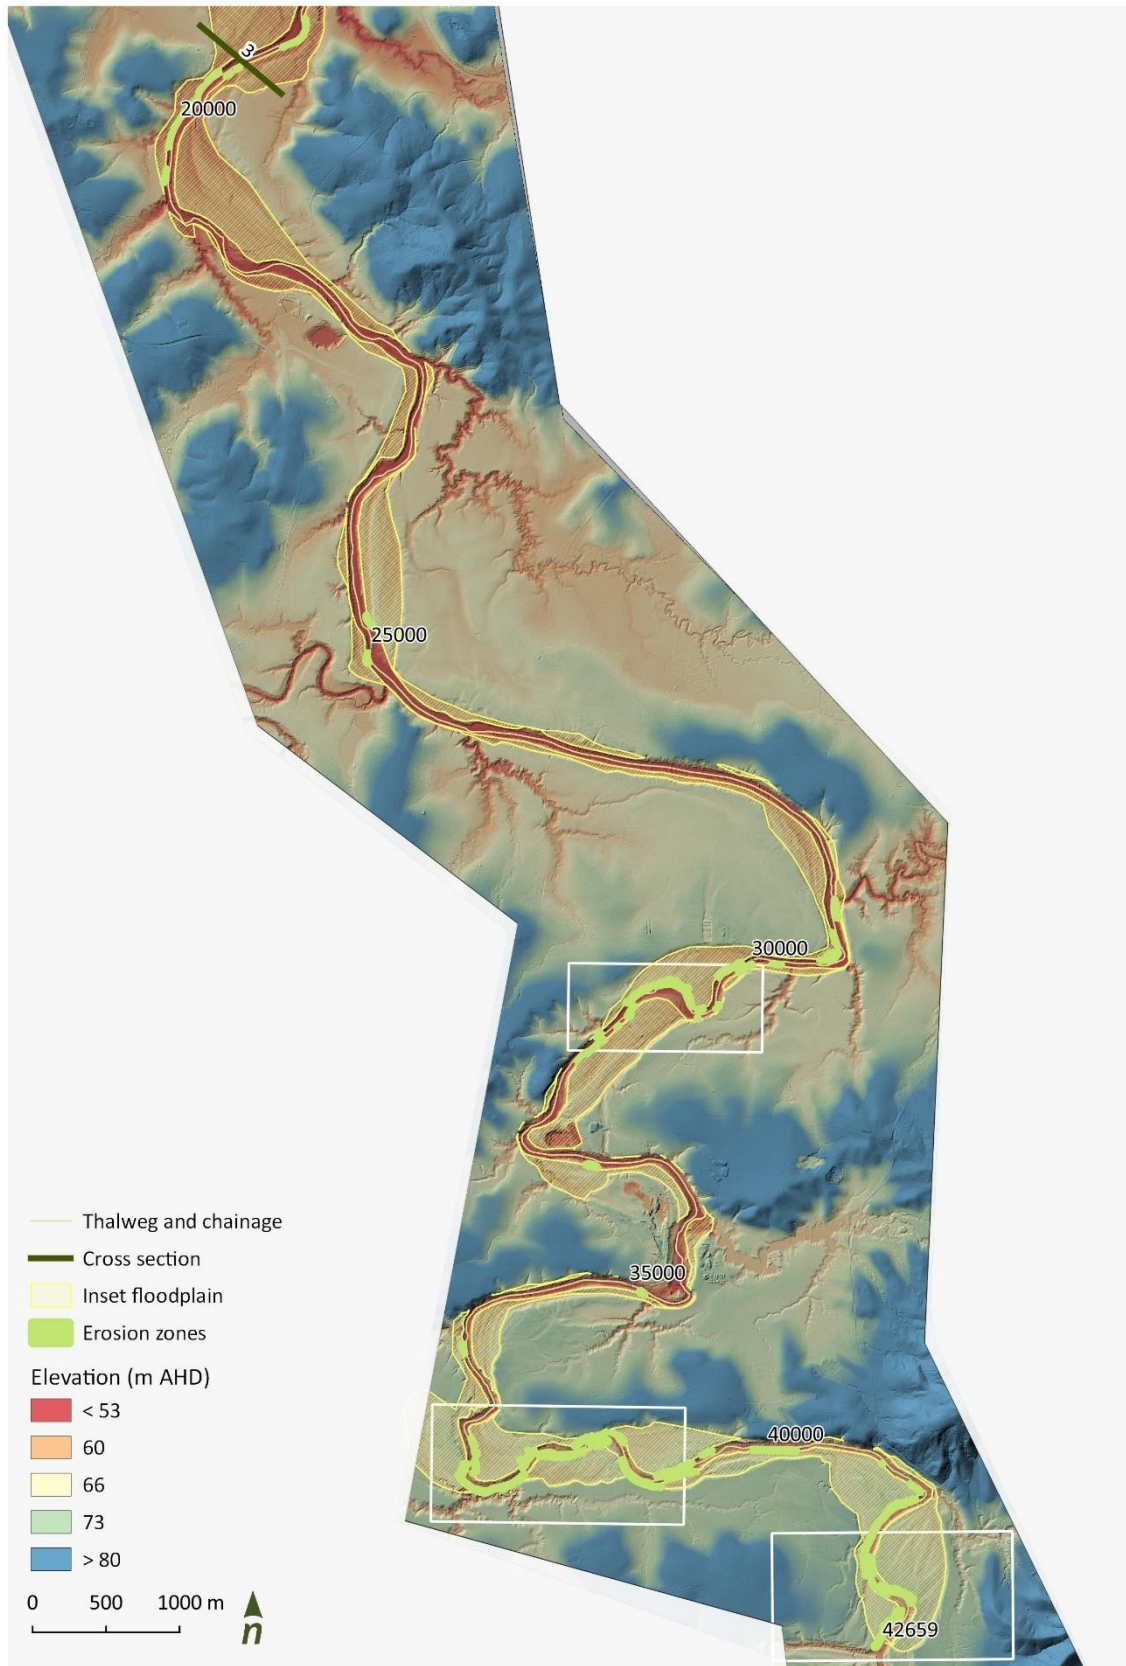 3
20000
25000
30000
35000
40000
42659
Thalweg and chainage
Cross section
Inset floodplain
Erosion zones
Elevation (m AHD)
< 53
60
66
73
> 80
0 500 1000 m
n